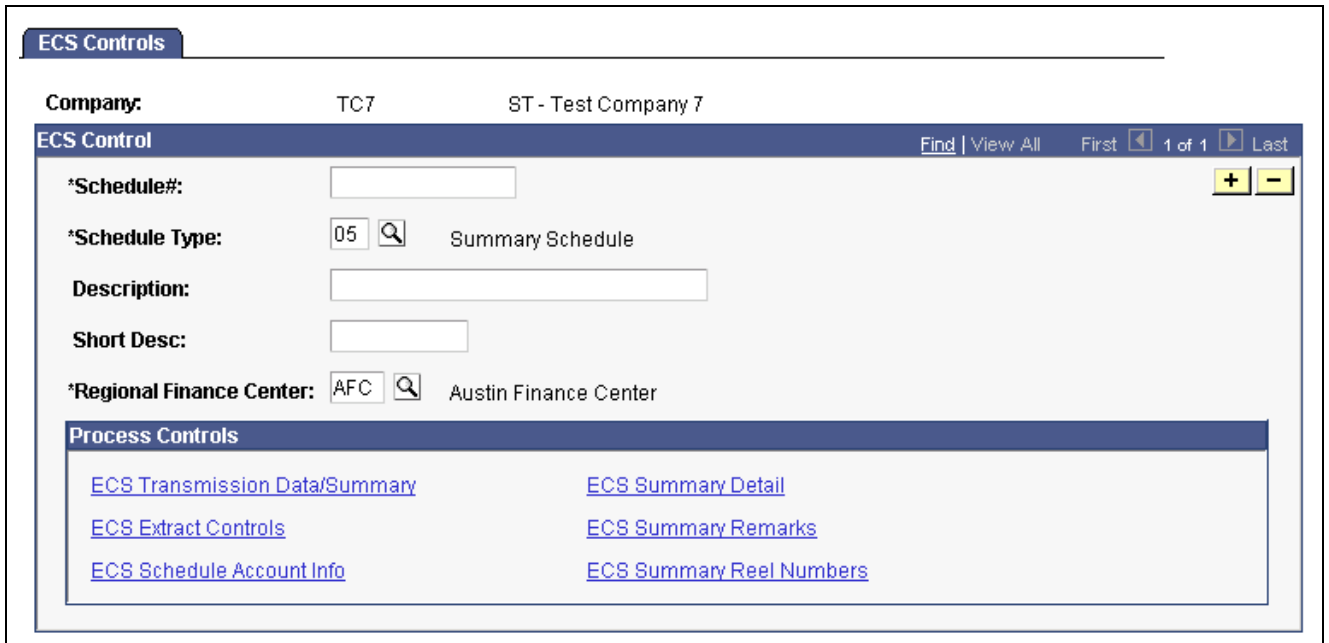 ECS Controls
Company: TC7 ST - Test Company 7
ECS Control Find | View All First 1 of 1 Last
*Schedule#: + -
*Schedule Type: 05 Summary Schedule
Description:
Short Desc:
*Regional Finance Center: AFC Austin Finance Center
Process Controls
ECS Transmission Data/Summary ECS Summary Detail
ECS Extract Controls ECS Summary Remarks
ECS Schedule Account Info ECS Summary Reel Numbers